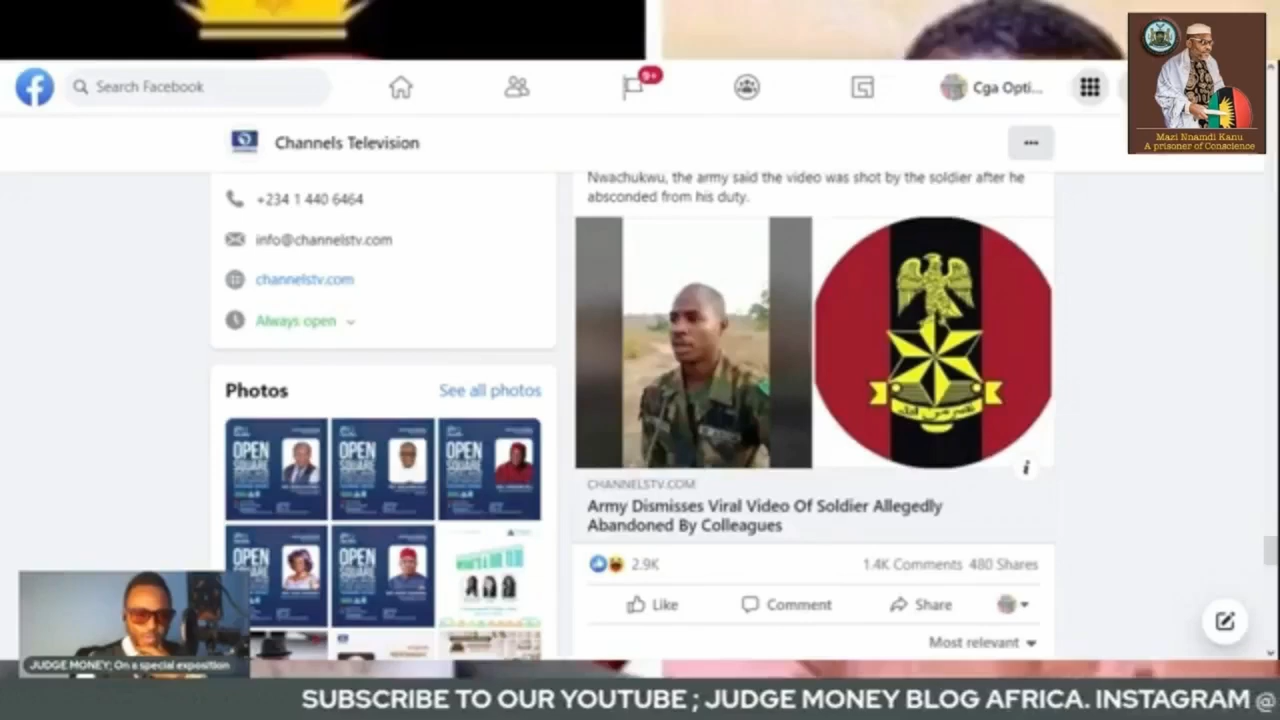 Search Facebook
9+
Cga Opti...
Mazi Nnamdi Kanu
A prisoner of Conscience
Channels Television
...
+234 1 440 6464
info@channelstv.com
channelstv.com
Always open
Photos
See all photos
OPEN
SQUARE
OPEN
SQUARE
OPEN
SQUARE
OPEN
OPEN
Nwachukwu, the army said the video was shot by the soldier after he
absconded from his duty.
CHANNELSTV.COM
Army Dismisses Viral Video Of Soldier Allegedly
Abandoned By Colleagues
2.9K
1.4K Comments 480 Shares
Like
Comment
Share
Most relevant
JUDGE MONEY; On a special exposition
SUBSCRIBE TO OUR YOUTUBE ; JUDGE MONEY BLOG AFRICA. INSTAGRAM @